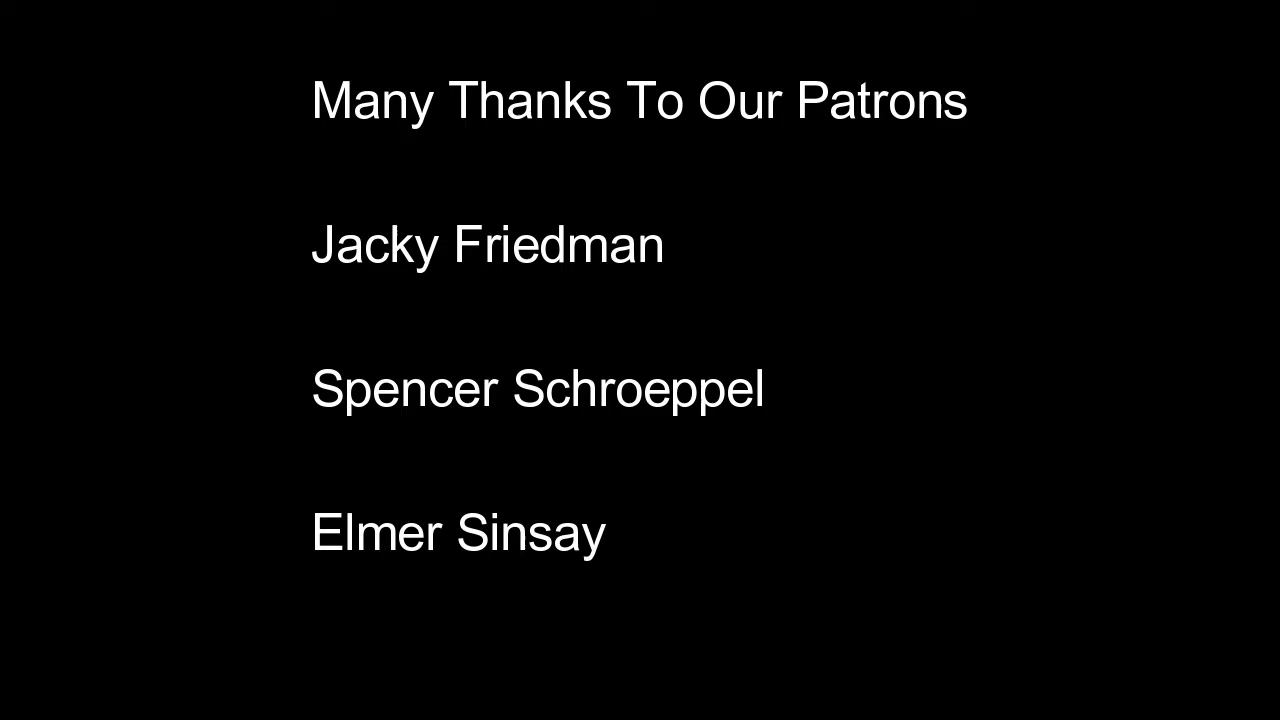 Many Thanks To Our Patrons
Jacky Friedman
Spencer Schroeppel
Elmer Sinsay